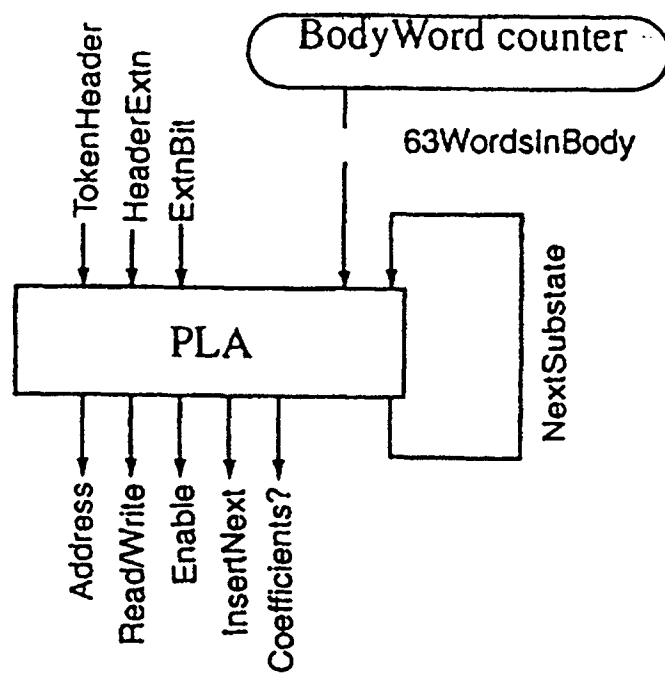 BodyWord counter
63WordsInBody
TokenHeader
HeaderExtn
ExtnBit
PLA
NextSubstate
Address
Read/Write
Enable
InsertNext
Coefficients?